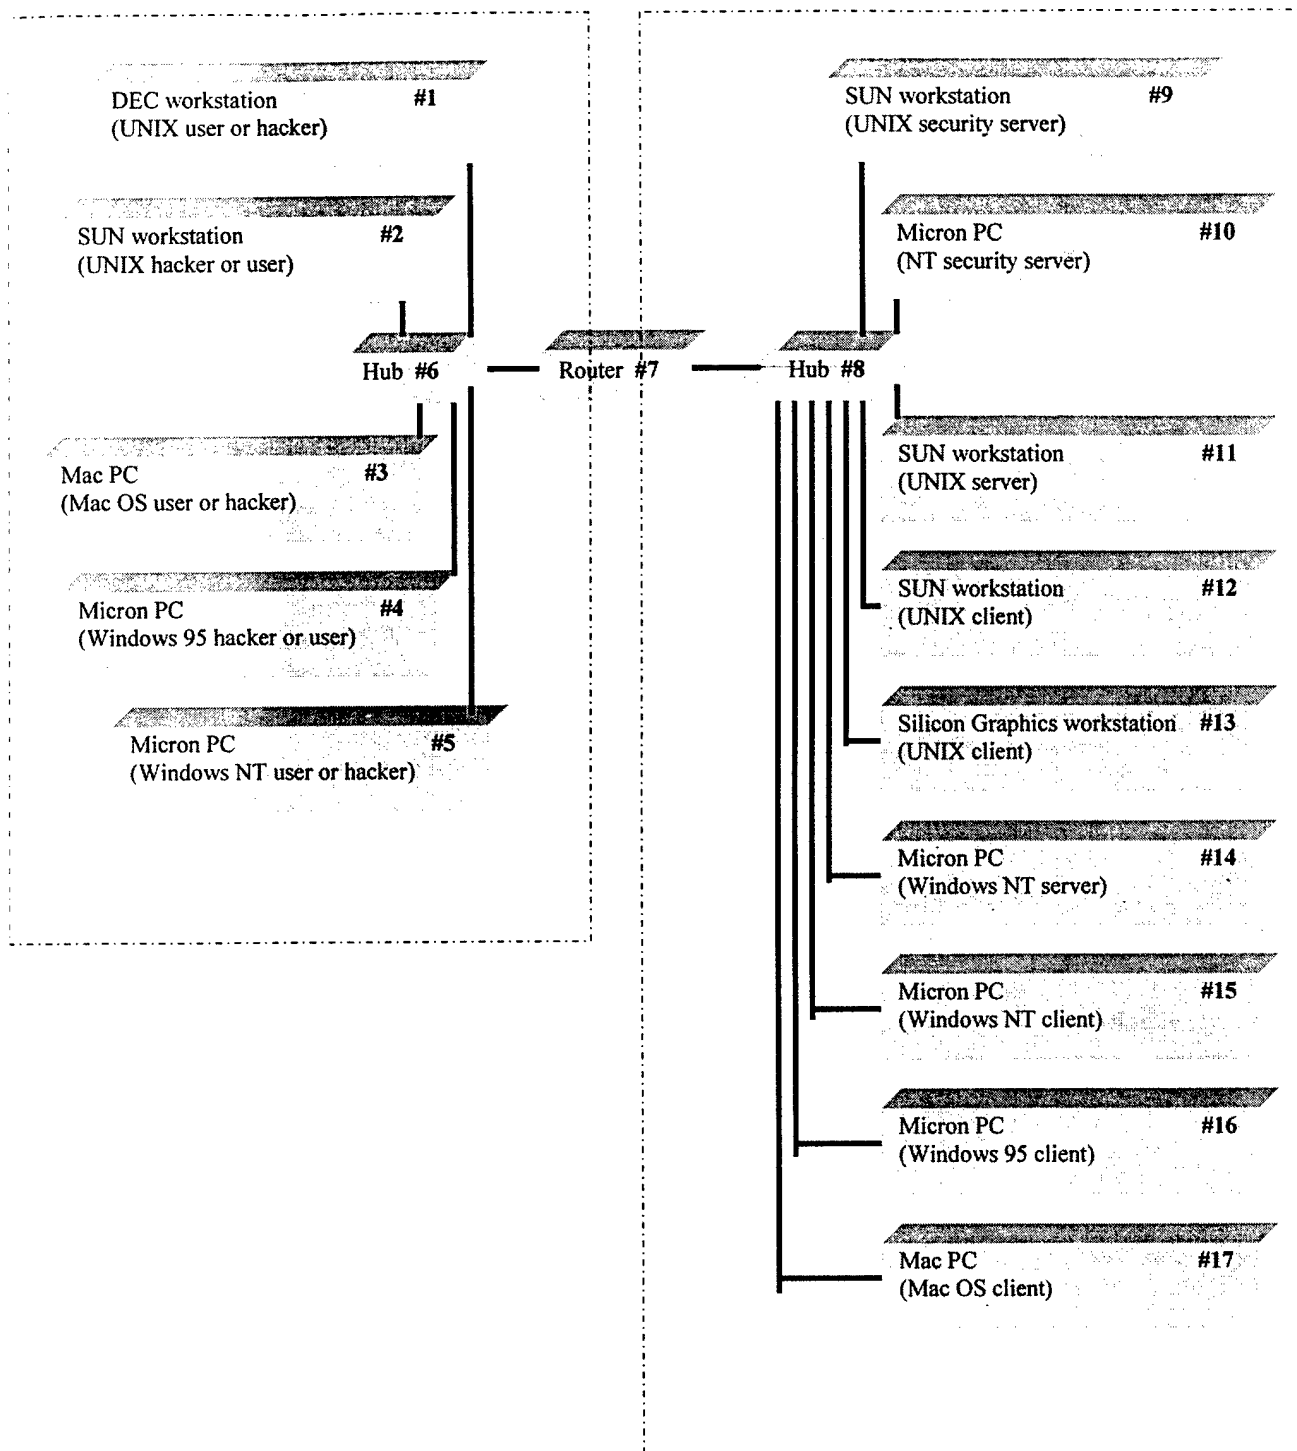 DEC workstation #1
(UNIX user or hacker)
SUN workstation #2
(UNIX hacker or user)
Hub #6
Mac PC #3
(Mac OS user or hacker)
Micron PC #4
(Windows 95 hacker or user)
Micron PC #5
(Windows NT user or hacker)
Router #7
SUN workstation #9
(UNIX security server)
Micron PC #10
(NT security server)
Hub #8
SUN workstation #11
(UNIX server)
SUN workstation #12
(UNIX client)
Silicon Graphics workstation #13
(UNIX client)
Micron PC #14
(Windows NT server)
Micron PC #15
(Windows NT client)
Micron PC #16
(Windows 95 client)
Mac PC #17
(Mac OS client)